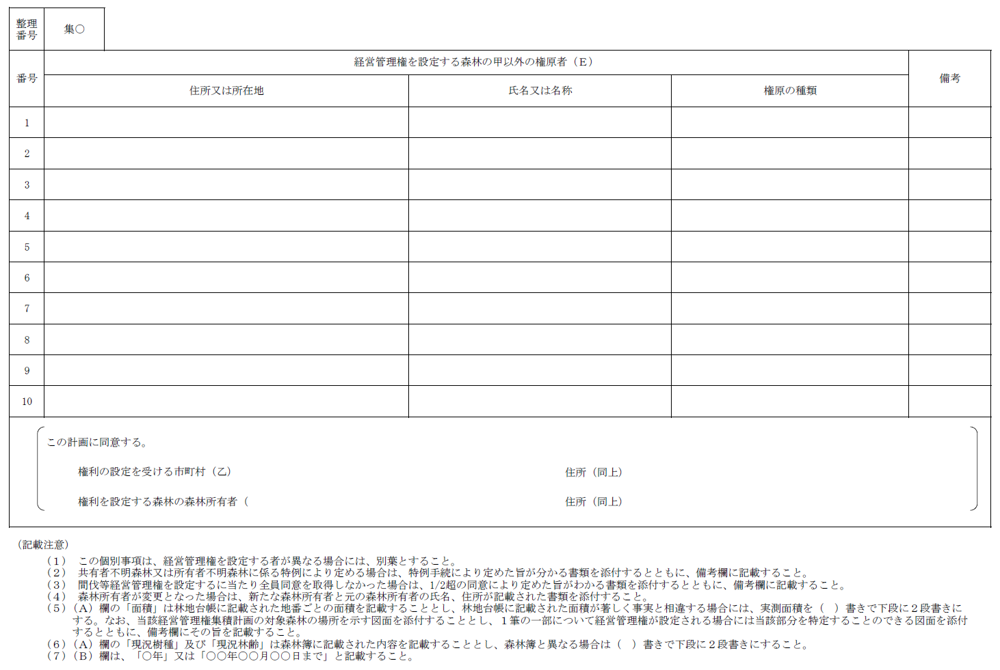 整理
番号
集○
番号
経営管理権を設定する森林の甲以外の権原者（Ｅ）
備考
住所又は所在地
氏名又は名称
権原の種類
1
2
3
4
5
6
7
8
9
10
この計画に同意する。
権利の設定を受ける市町村（乙）
住所（同上）
権利を設定する森林の森林所有者（
住所（同上）
（記載注意）
（１）　この個別事項は、経営管理権を設定する者が異なる場合には、別葉とすること。
（２）　共有者不明森林又は所有者不明森林に係る特例により定める場合は、特例手続により定めた旨が分かる書類を添付するとともに、備考欄に記載すること。
（３）　間伐等経営管理権を設定するに当たり全員同意を取得しなかった場合は、1/2超の同意により定めた旨がわかる書類を添付するとともに、備考欄に記載すること。
（４）　森林所有者が変更となった場合は、新たな森林所有者と元の森林所有者の氏名、住所が記載された書類を添付すること。
（５）（Ａ）欄の「面積」は林地台帳に記載された地番ごとの面積を記載することとし、林地台帳に記載された面積が著しく事実と相違する場合には、実測面積を（　）書きで下段に２段書きに
する。なお、当該経営管理権集積計画の対象森林の場所を示す図面を添付することとし、１筆の一部について経営管理権が設定される場合には当該部分を特定することのできる図面を添付
するとともに、備考欄にその旨を記載すること。
（６）（Ａ）欄の「現況樹種」及び「現況林齢」は森林簿に記載された内容を記載することとし、森林簿と異なる場合は（　）書きで下段に２段書きにすること。
（７）（Ｂ）欄は、「○年」又は「○○年○○月○○日まで」と記載すること。